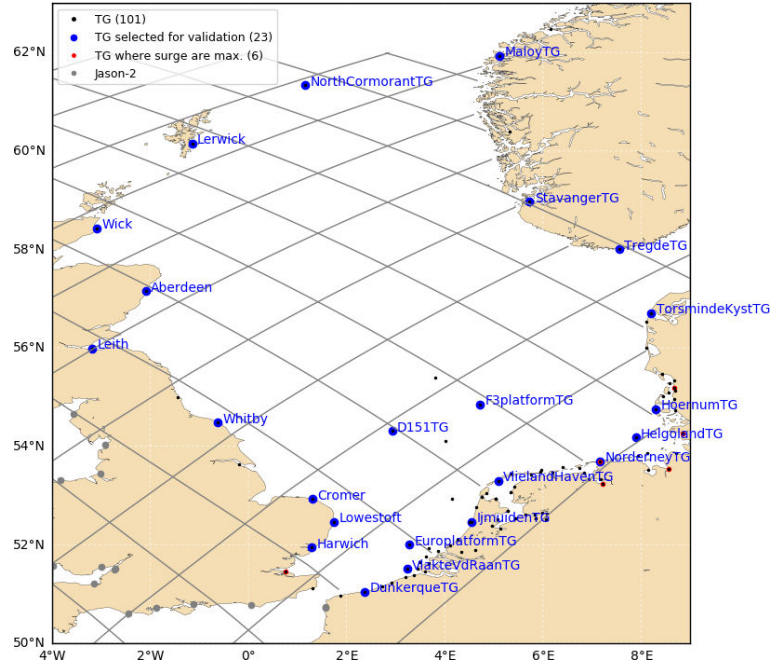 TG (101)
TG selected for validation (23)
TG where surge are max. (6)
Jason-2
62°N
60°N
58°N
56°N
54°N
52°N
50°N
MaloyTG
NorthCormorantTG
Lerwick
StavangerTG
Wick
TregdeTG
Aberdeen
TorsmindeKystTG
Leith
F3platformTG
HoernumTG
Whitby
D151TG
HelgolandTG
NorderneyTG
VlielandHavenTG
Cromer
Lowestoft
IjmuidenTG
Harwich
EuroplatformTG
VlakteVdRaanTG
DunkerqueTG
4°W
2°W
0°
2°E
4°E
6°E
8°E